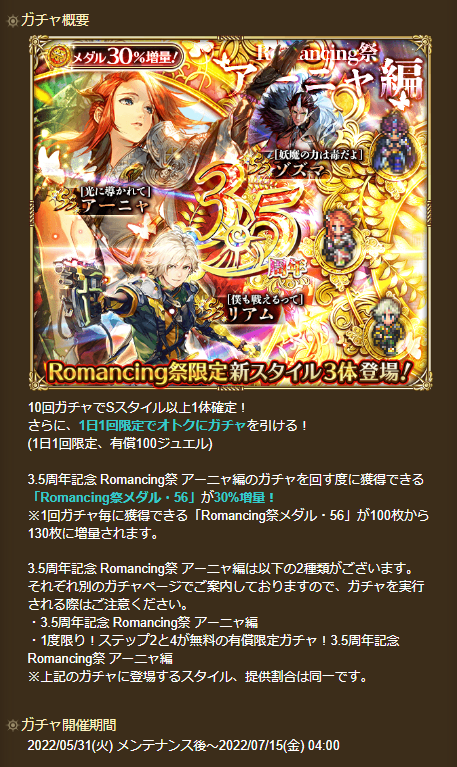 ガチャ概要
メダル30%増量!
Romancing祭
アーニャ編
[妖魔の力は毒だよ]
ゾズマ
[光に導かれて]
アーニャ
3.5
周年
[僕も戦えるって]
リアム
Romancing祭限定新スタイル3体登場!
10回ガチャでSスタイル以上1体確定！
さらに、1日1回限定でオトクにガチャを引ける！
(1日1回限定、有償100ジュエル)
3.5周年記念 Romancing祭 アーニャ編のガチャを回す度に獲得できる
「Romancing祭メダル・56」が30%増量！
※1回ガチャ毎に獲得できる「Romancing祭メダル・56」が100枚から
130枚に増量されます。
3.5周年記念 Romancing祭 アーニャ編は以下の2種類がございます。
それぞれ別のガチャページでご案内しておりますので、ガチャを実行
される際はご注意ください。
・3.5周年記念 Romancing祭 アーニャ編
・1度限り！ステップ2と4が無料の有償限定ガチャ！3.5周年記念
Romancing祭 アーニャ編
※上記のガチャに登場するスタイル、提供割合は同一です。
ガチャ開催期間
2022/05/31(火) メンテナンス後～2022/07/15(金) 04:00